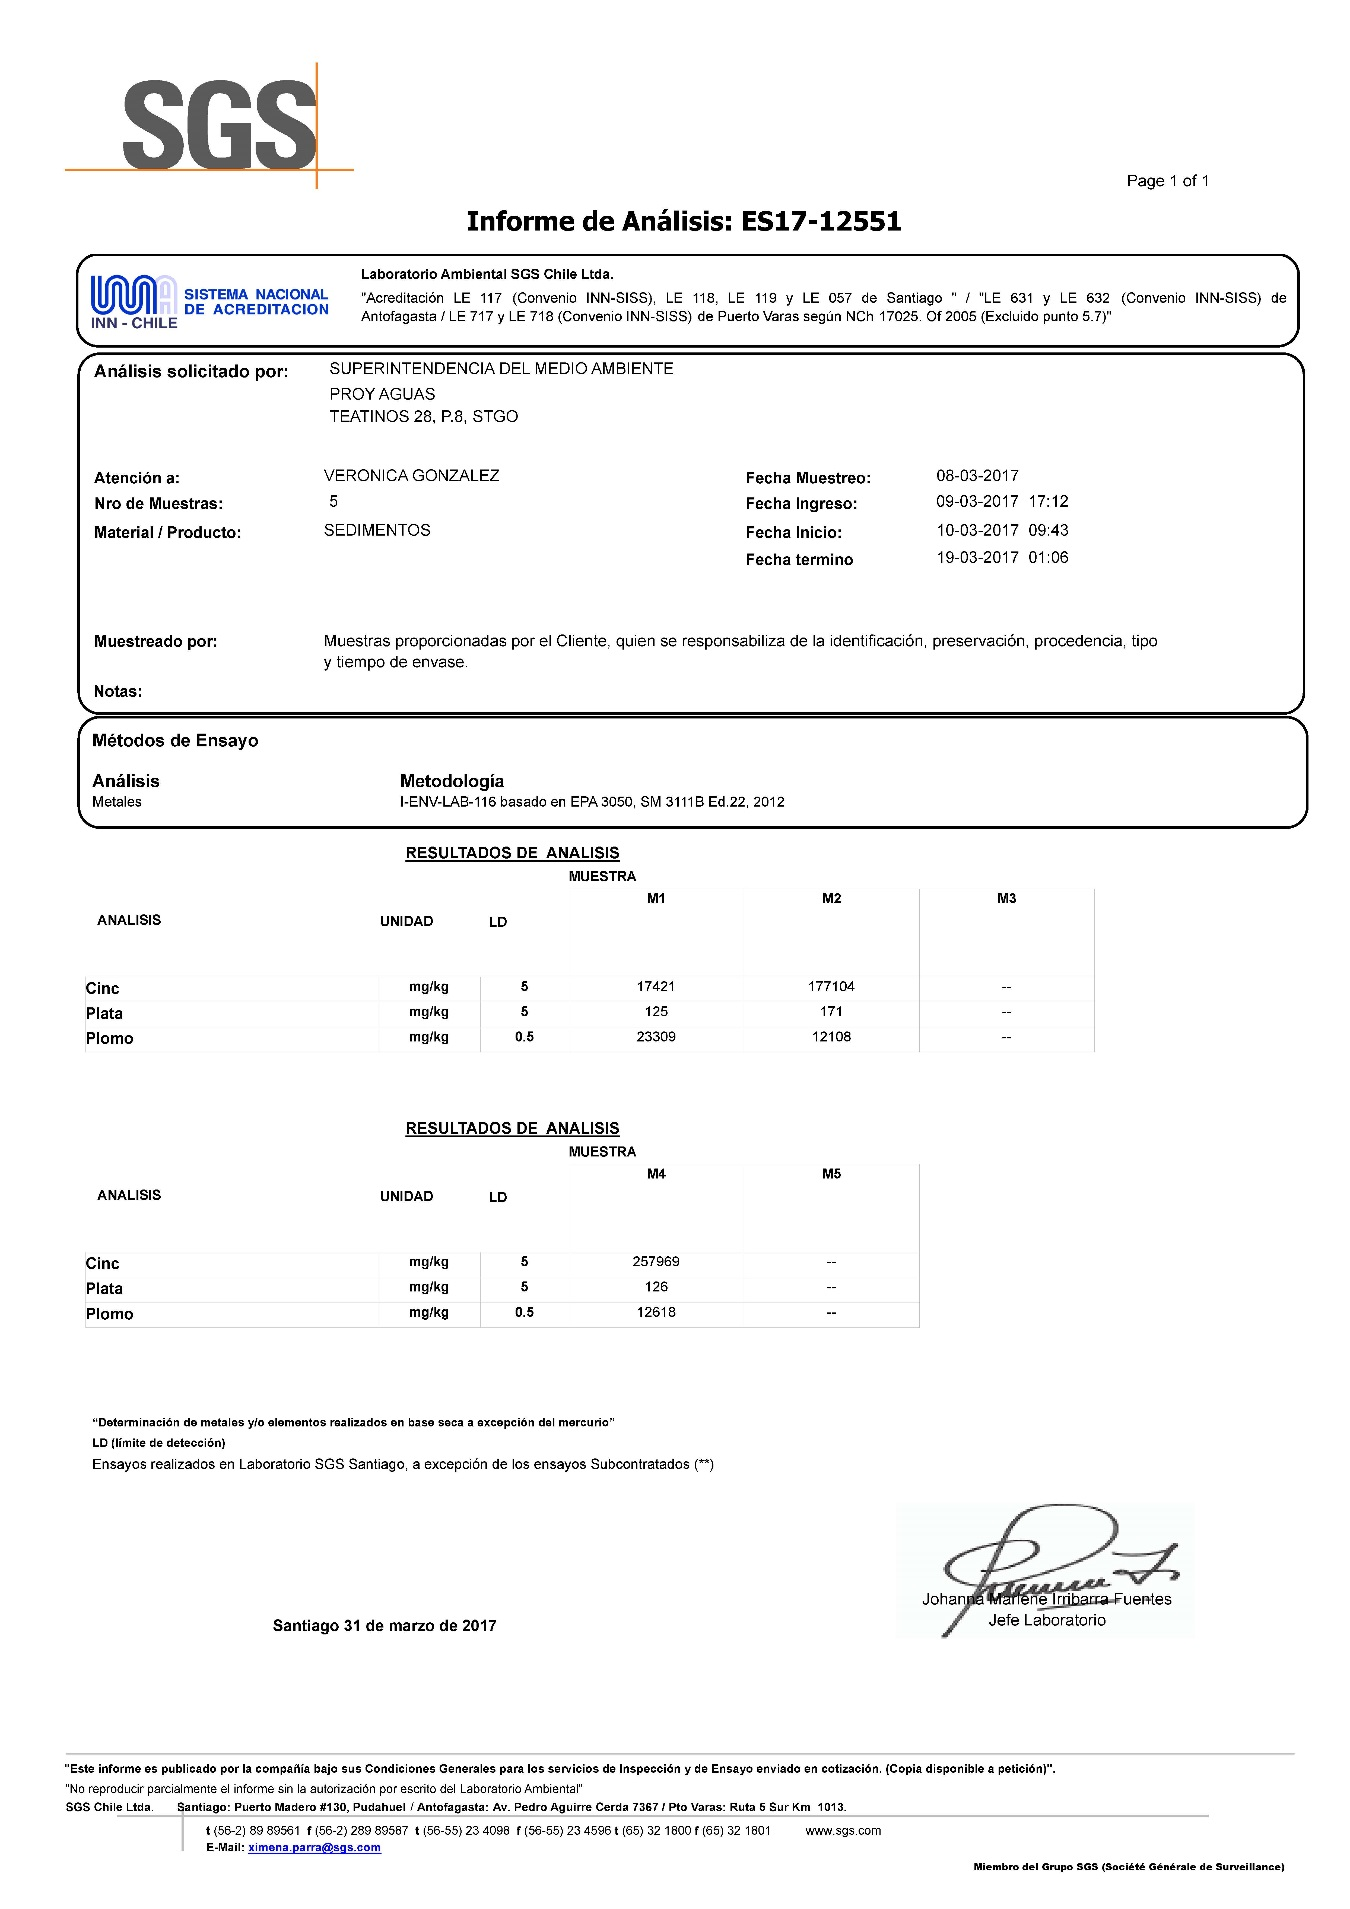 SGS
Page 1 of 1
Informe de Análisis: ES17-12551
INN - CHILE
SISTEMA NACIONAL
DE ACREDITACION
Laboratorio Ambiental SGS Chile Ltda.
"Acreditación LE 117 (Convenio INN-SISS), LE 118, LE 119 y LE 057 de Santiago " / "LE 631 y LE 632 (Convenio INN-SISS) de
Antofagasta / LE 717 y LE 718 (Convenio INN-SISS) de Puerto Varas según NCh 17025. Of 2005 (Excluido punto 5.7)"
Análisis solicitado por: SUPERINTENDENCIA DEL MEDIO AMBIENTE
PROY AGUAS
TEATINOS 28, P.8, STGO
Atención a: VERONICA GONZALEZ Fecha Muestreo: 08-03-2017
Nro de Muestras: 5 Fecha Ingreso: 09-03-2017 17:12
Material / Producto: SEDIMENTOS Fecha Inicio: 10-03-2017 09:43
Fecha termino 19-03-2017 01:06
Muestreado por: Muestras proporcionadas por el Cliente, quien se responsabiliza de la identificación, preservación, procedencia, tipo
y tiempo de envase.
Notas:
Métodos de Ensayo
Análisis Metodología
Metales I-ENV-LAB-116 basado en EPA 3050, SM 3111B Ed.22, 2012
RESULTADOS DE ANALISIS
MUESTRA
M1 M2 M3
ANALISIS UNIDAD LD
Cinc mg/kg 5 17421 177104 --
Plata mg/kg 5 125 171 --
Plomo mg/kg 0.5 23309 12108 --
RESULTADOS DE ANALISIS
MUESTRA
M4 M5
ANALISIS UNIDAD LD
Cinc mg/kg 5 257969 --
Plata mg/kg 5 126 --
Plomo mg/kg 0.5 12618 --
“Determinación de metales y/o elementos realizados en base seca a excepción del mercurio”
LD (límite de detección)
Ensayos realizados en Laboratorio SGS Santiago, a excepción de los ensayos Subcontratados (**)
Johanna Marlene Irribarra Fuentes
Jefe Laboratorio
Santiago 31 de marzo de 2017
"Este informe es publicado por la compañía bajo sus Condiciones Generales para los servicios de Inspección y de Ensayo enviado en cotización. (Copia disponible a petición)".
"No reproducir parcialmente el informe sin la autorización por escrito del Laboratorio Ambiental"
SGS Chile Ltda. Santiago: Puerto Madero #130, Pudahuel / Antofagasta: Av. Pedro Aguirre Cerda 7367 / Pto Varas: Ruta 5 Sur Km 1013.
t (56-2) 89 89561 f (56-2) 289 89587 t (56-55) 23 4098 f (56-55) 23 4596 t (65) 32 1800 f (65) 32 1801 www.sgs.com
E-Mail: ximena.parra@sgs.com
Miembro del Grupo SGS (Société Générale de Surveillance)